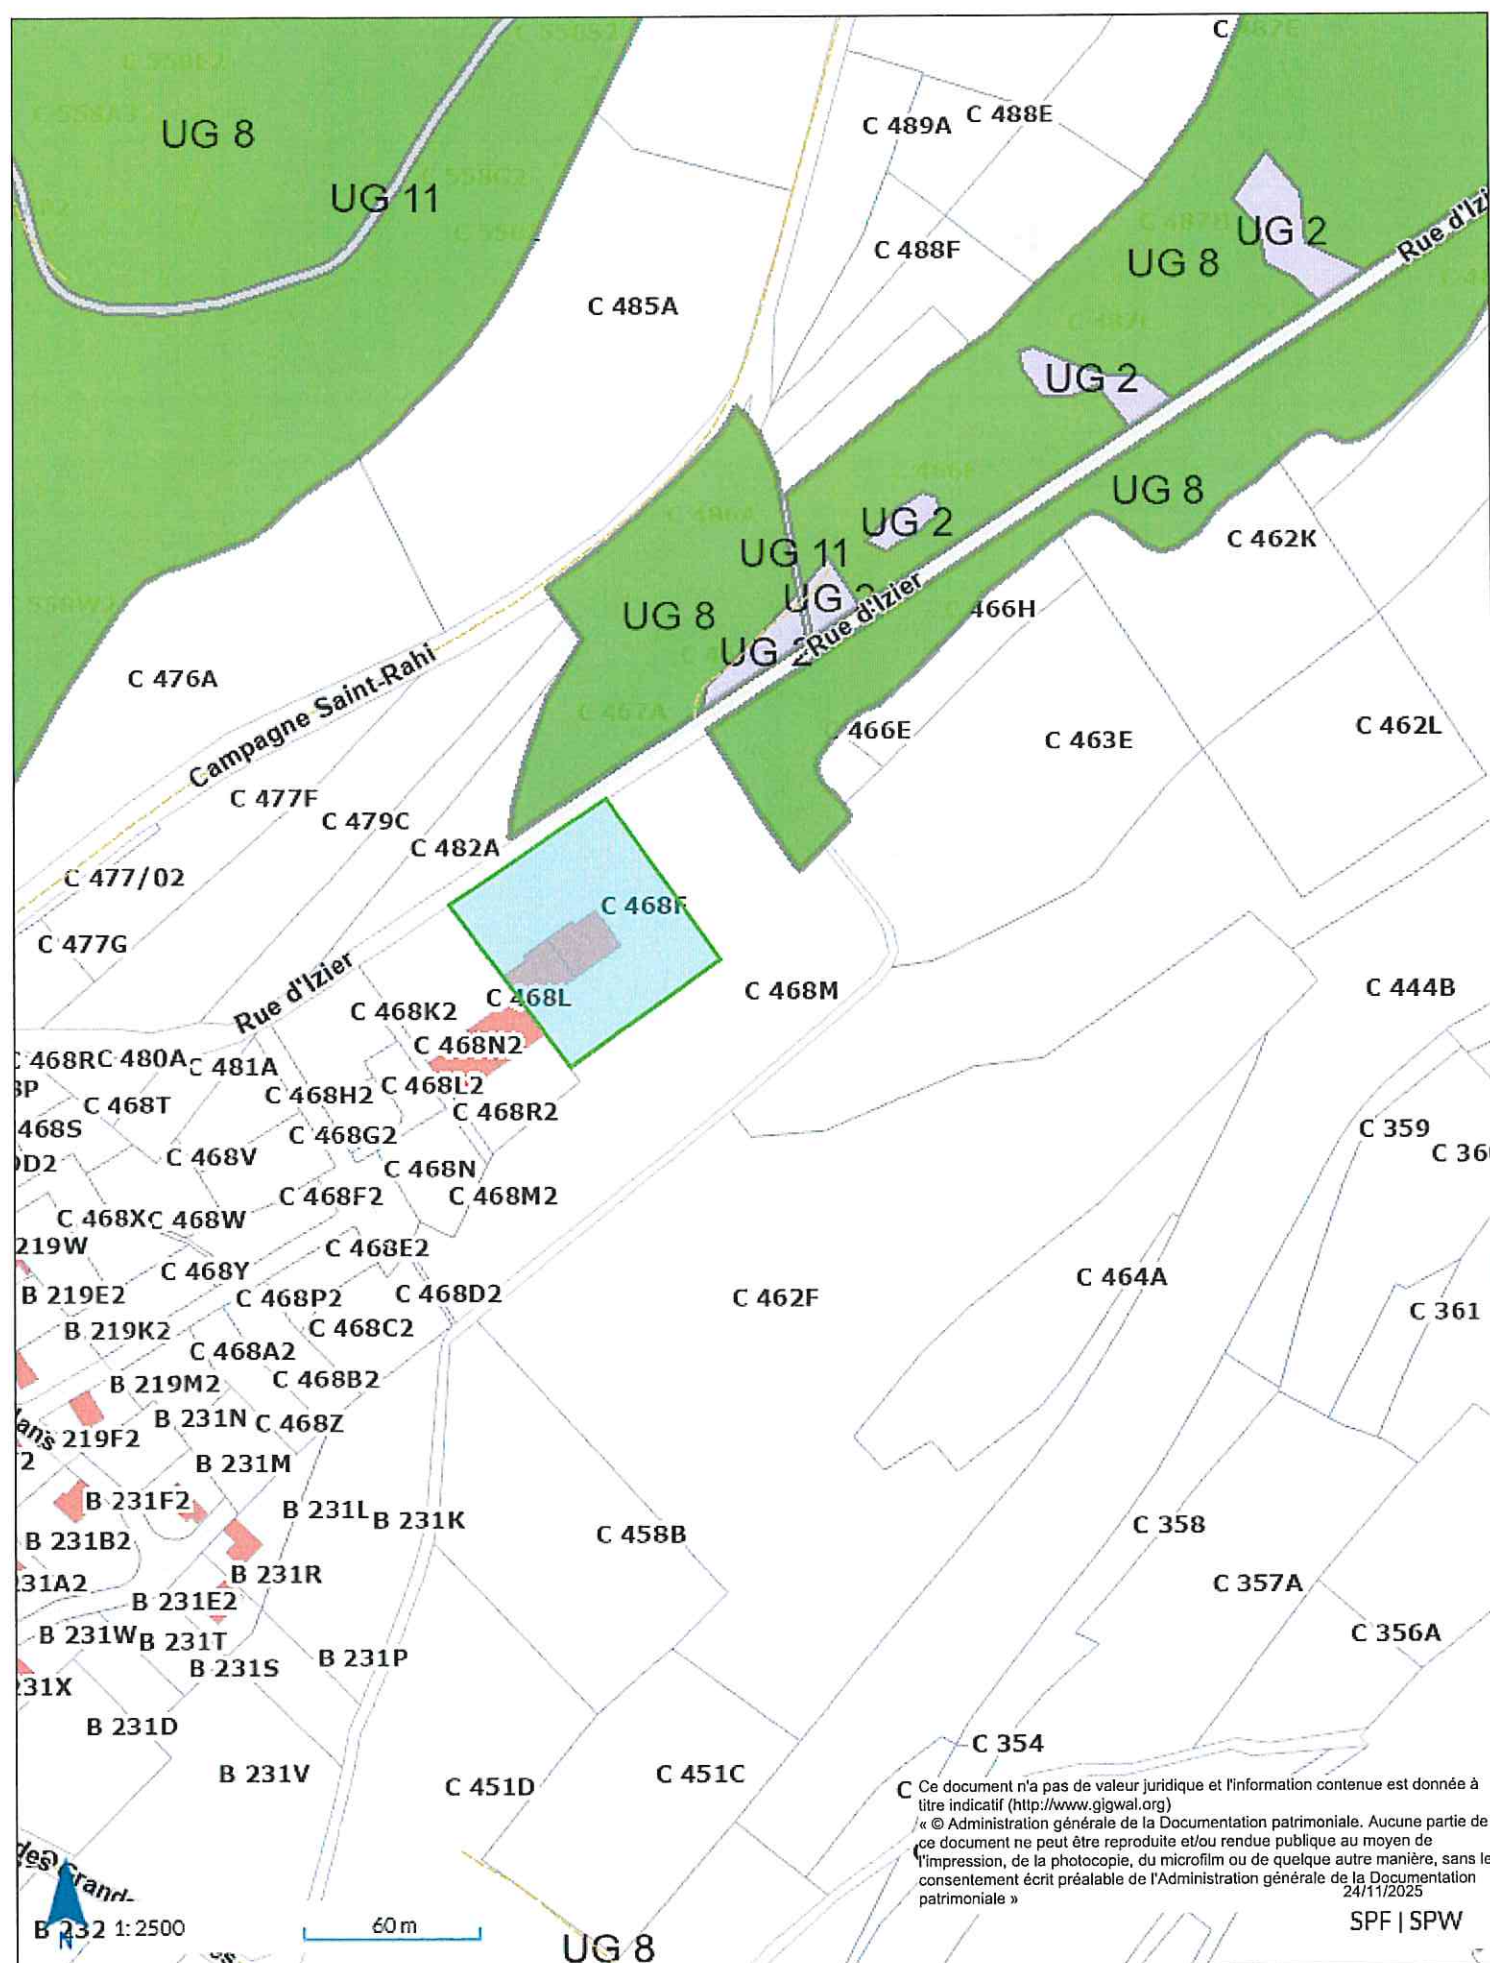 C 489A
C 488E
UG 8
UG 11
C 488F
UG 2
UG 8
Rue d'Izi
C 485A
UG 2
UG 8
UG 2
C 462K
UG 11
UG 2
UG 8
Rue d'Izier
C 466H
UG 2
C 476A
Campagne Saint-Rahi
C 467A
C 466E
C 463E
C 462L
C 477F
C 479C
C 482A
C 477/02
C 468F
C 477G
Rue d'Izier
C 468L
C 468M
C 444B
C 468K2
C 468N2
C 468R
C 480A
C 481A
C 468L2
C 468H2
C 468T
C 468R2
468S
C 468G2
C 359
C 468V
C 468N
C 36
C 468F2
C 468M2
C 468X
C 468W
219W
C 468E2
C 468Y
C 464A
B 219E2
C 468P2
C 468D2
C 462F
C 361
B 219K2
C 468C2
C 468A2
B 219M2
C 468B2
B 231N
C 468Z
219F2
B 231M
B 231F2
B 231L
B 231K
C 458B
C 358
B 231B2
B 231R
231A2
C 357A
B 231E2
B 231W
B 231T
C 356A
B 231S
B 231P
231X
B 231D
C 354
B 231V
C 451D
C 451C
Ce document n'a pas de valeur juridique et l'information contenue est donnée à
titre indicatif (http://www.gigwal.org)
« © Administration générale de la Documentation patrimoniale. Aucune partie de
ce document ne peut être reproduite et/ou rendue publique au moyen de
l'impression, de la photocopie, du microfilm ou de quelque autre manière, sans le
consentement écrit préalable de l'Administration générale de la Documentation
patrimoniale »
24/11/2025
B 232
1:2500
60 m
N
UG 8
SPF | SPW